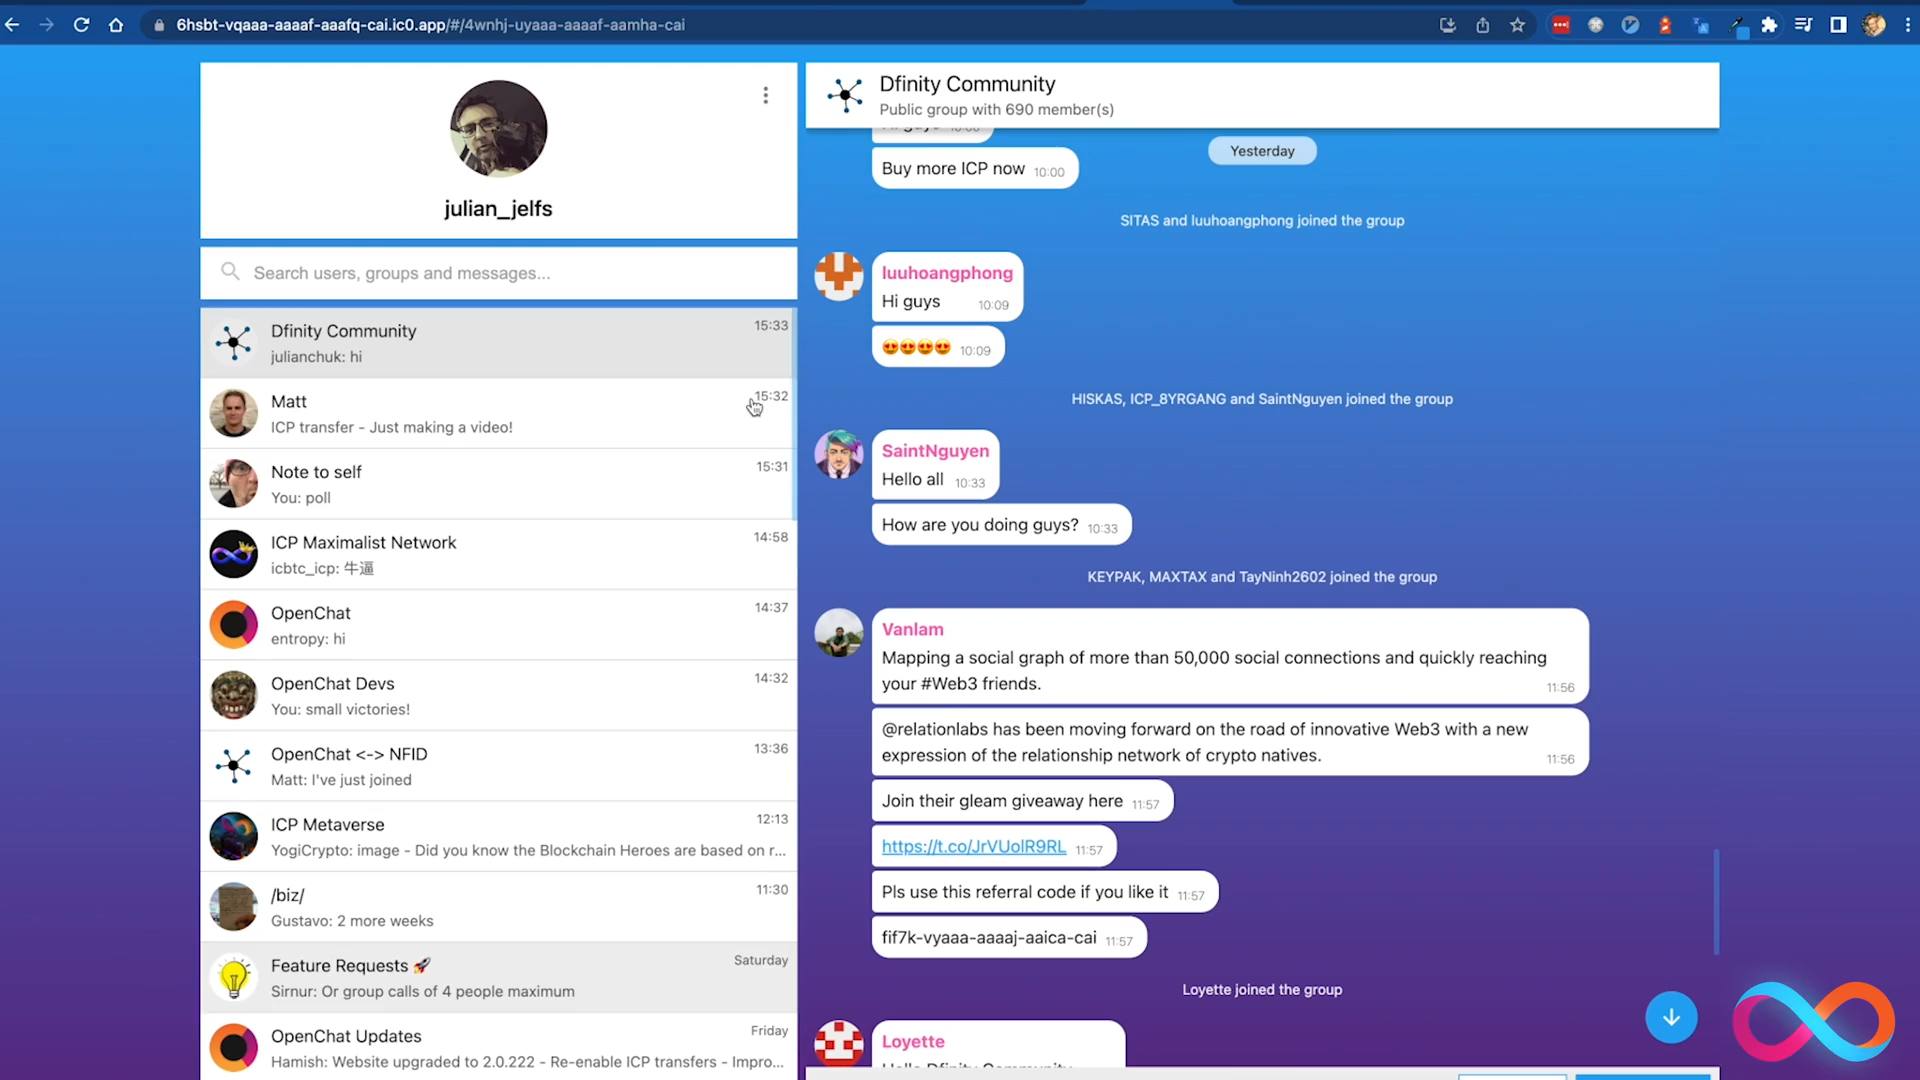 6hsbt-vqaaa-aaaaf-aaafq-cai.ic0.app/#/4wnhj-uyaaa-aaaaf-aamha-cai
julian_jelfs
Search users, groups and messages...
Dfinity Community 15:33
julianchuk: hi
Matt 15:32
ICP transfer - Just making a video!
Note to self 15:31
You: poll
ICP Maximalist Network 14:58
icbtc_icp: 牛逼
OpenChat 14:37
entropy: hi
OpenChat Devs 14:32
You: small victories!
OpenChat <-> NFID 13:36
Matt: I've just joined
ICP Metaverse 12:13
YogiCrypto: image - Did you know the Blockchain Heroes are based on r...
/biz/ 11:30
Gustavo: 2 more weeks
Feature Requests 🚀 Saturday
Sirnur: Or group calls of 4 people maximum
OpenChat Updates Friday
Hamish: Website upgraded to 2.0.222 - Re-enable ICP transfers - Impro...
Dfinity Community
Public group with 690 member(s)
Yesterday
Buy more ICP now 10:00
SITAS and luuhoangphong joined the group
luuhoangphong
Hi guys 10:09
😍😍😍😍 10:09
HISKAS, ICP_8YRGANG and SaintNguyen joined the group
SaintNguyen
Hello all 10:33
How are you doing guys? 10:33
KEYPAK, MAXTAX and TayNinh2602 joined the group
Vanlam
Mapping a social graph of more than 50,000 social connections and quickly reaching
your #Web3 friends. 11:56
@relationlabs has been moving forward on the road of innovative Web3 with a new
expression of the relationship network of crypto natives. 11:56
Join their gleam giveaway here 11:57
https://t.co/JrVUolR9RL 11:57
Pls use this referral code if you like it 11:57
fif7k-vyaaa-aaaaj-aaica-cai 11:57
Loyette joined the group
Loyette
Hello Dfinity Community